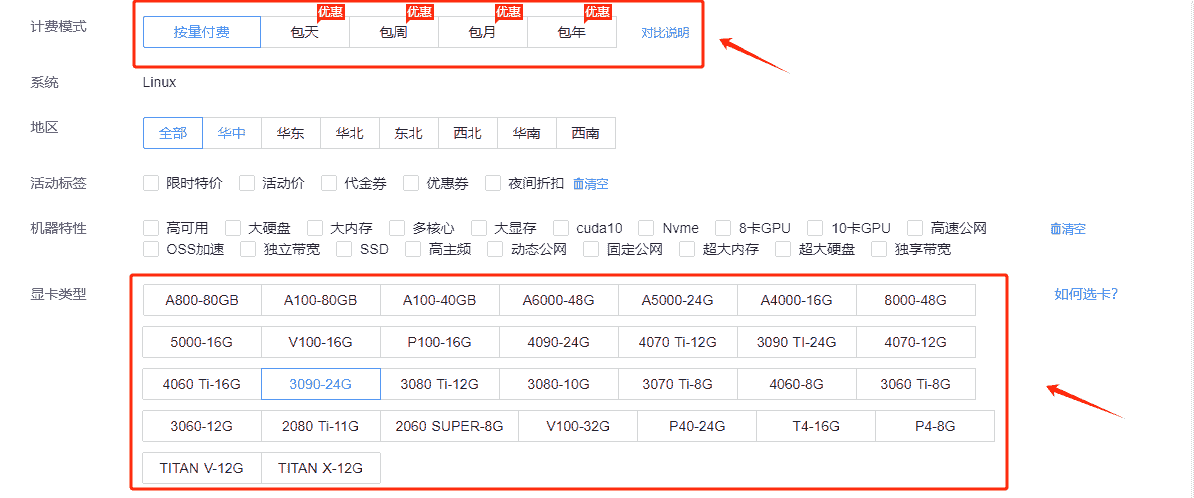 优惠 优惠 优惠 优惠
计费模式 按量付费 包天 包周 包月 包年 对比说明
系统 Linux
地区 全部 华中 华东 华北 东北 西北 华南 西南
活动标签 限时特价 活动价 代金券 优惠券 夜间折扣 清空
机器特性 高可用 大硬盘 大内存 多核心 大显存 cuda10 Nvme 8卡GPU 10卡GPU 高速公网 清空
OSS加速 独立带宽 SSD 高主频 动态公网 固定公网 超大内存 超大硬盘 独享带宽
显卡类型 A800-80GB A100-80GB A100-40GB A6000-48G A5000-24G A4000-16G 8000-48G 如何选卡?
5000-16G V100-16G P100-16G 4090-24G 4070 Ti-12G 3090 TI-24G 4070-12G
4060 Ti-16G 3090-24G 3080 Ti-12G 3080-10G 3070 Ti-8G 4060-8G 3060 Ti-8G
3060-12G 2080 Ti-11G 2060 SUPER-8G V100-32G P40-24G T4-16G P4-8G
TITAN V-12G TITAN X-12G